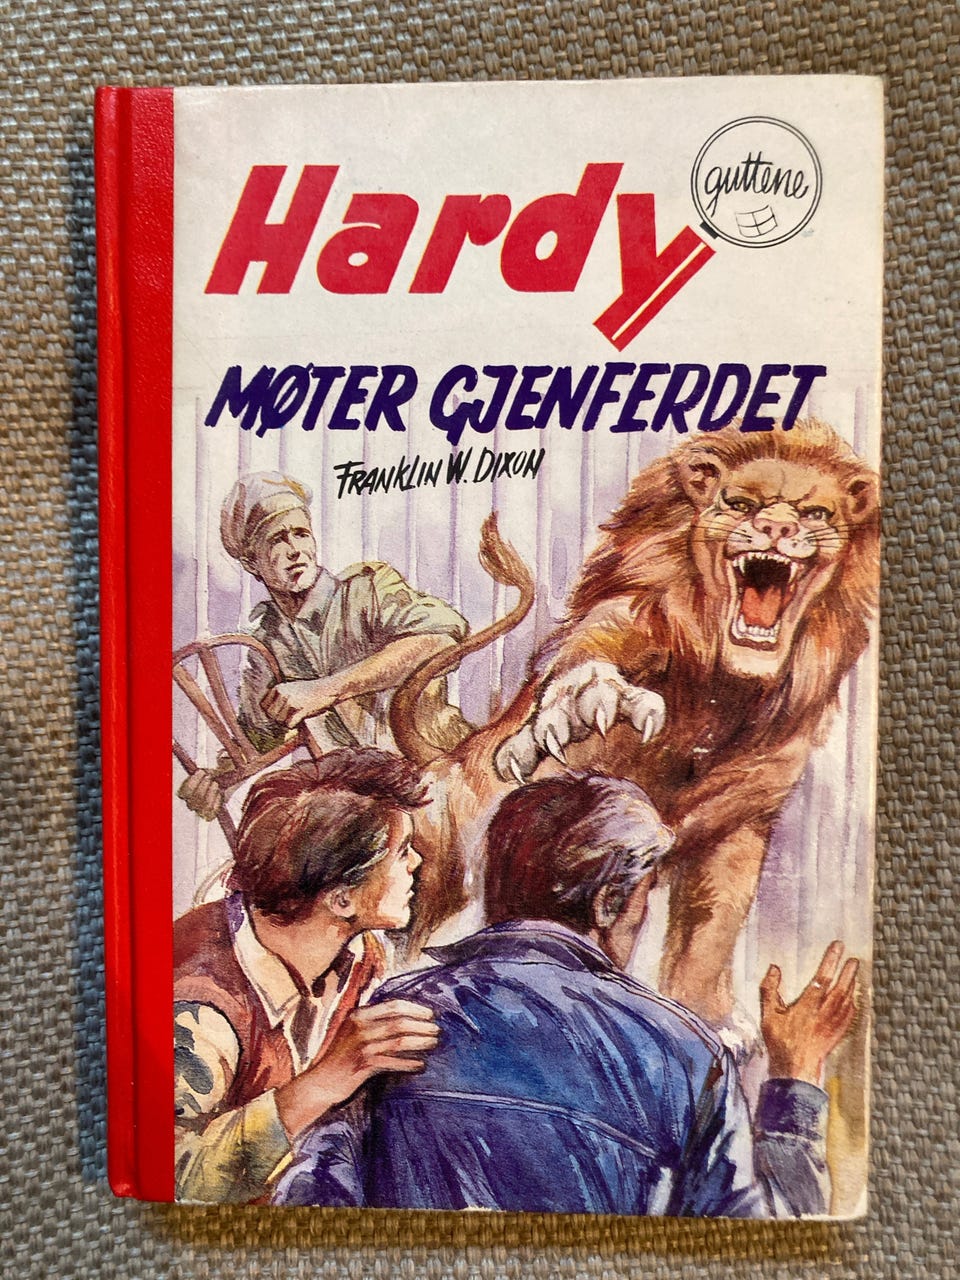 Hardy
guttene
MØTER GJENFERDET
FRANKLIN W. DIXON